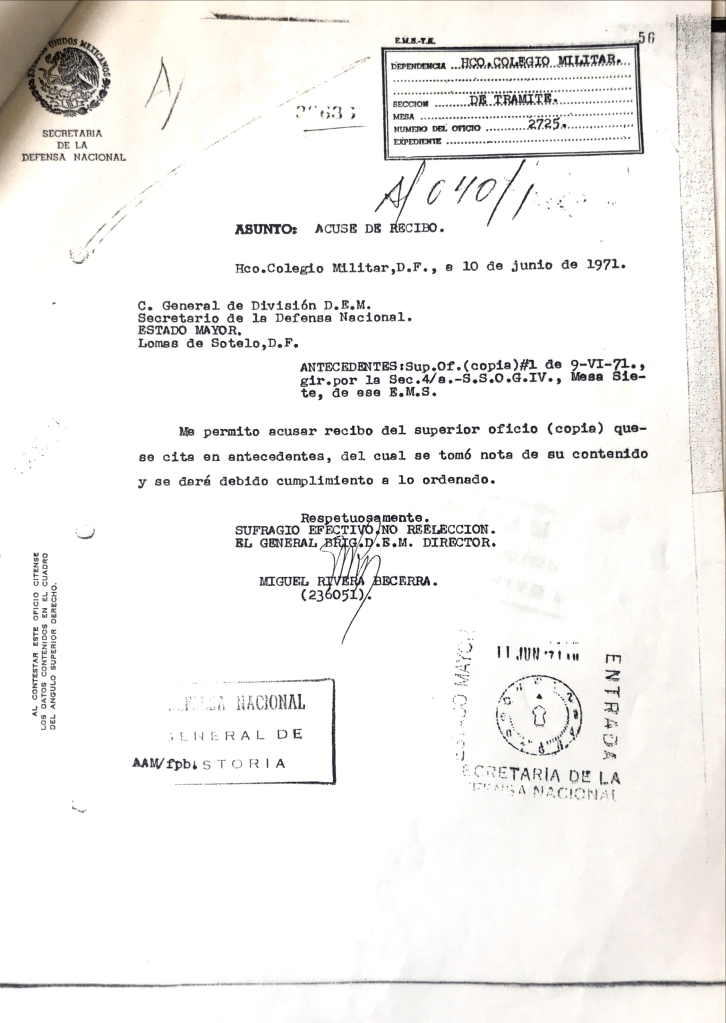 56
E.M.S.-T.R.
DEPENDENCIA HCO.COLEGIO MILITAR.
SECCION DE TRAMITE.
MESA
NUMERO DEL OFICIO 2725.
EXPEDIENTE
ESTADOS UNIDOS MEXICANOS
SECRETARIA
DE LA
DEFENSA NACIONAL
A/040/1
ASUNTO: ACUSE DE RECIBO.
Hco.Colegio Militar,D.F., a 10 de junio de 1971.
C. General de División D.E.M.
Secretario de la Defensa Nacional.
ESTADO MAYOR.
Lomas de Sotelo,D.F.
ANTECEDENTES:Sup.Of.(copia)#1 de 9-VI-71.,
gir.por la Sec.4/a.-S.S.O.G.IV., Mesa Sie-
te, de ese E.M.S.
Me permito acusar recibo del superior oficio (copia) que-
se cita en antecedentes, del cual se tomó nota de su contenido
y se dará debido cumplimiento a lo ordenado.
Respetuosamente.
SUFRAGIO EFECTIVO.NO REELECCION.
EL GENERAL BRIG.D.E.M. DIRECTOR.
MIGUEL RIVERA BECERRA.
(236051).
AL CONTESTAR ESTE OFICIO CITENSE
LOS DATOS CONTENIDOS EN EL CUADRO
DEL ANGULO SUPERIOR DERECHO.
NACIONAL
GENERAL DE
AAM/fpb. STORIA
11 JUN '71
ESTADO MAYOR
ENTRADA
SECRETARÍA DE LA
DEFENSA NACIONAL